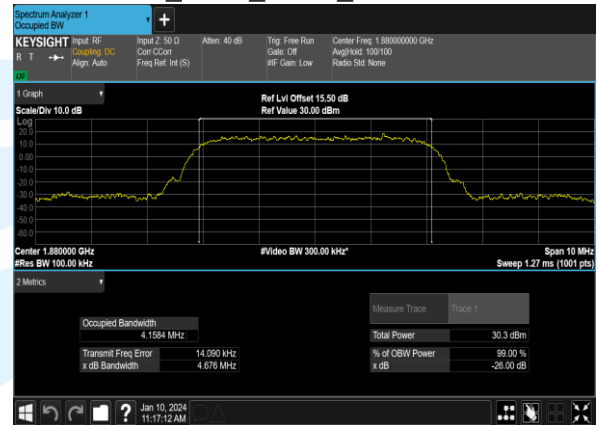 Spectrum Analyzer 1
Occupied BW
+
KEYSIGHT Input: RF Input Z: 50 Ω Atten: 40 dB Trig: Free Run Center Freq: 1.880000000 GHz
R T Coupling: DC Corr CCorr Gate: Off Avg|Hold: 100/100
Align: Auto Freq Ref: Int (S) #IF Gain: Low Radio Std: None
LXI
1 Graph
Ref Lvl Offset 15.50 dB
Scale/Div 10.0 dB Ref Value 30.00 dBm
Log
20.0
10.0
0.00
-10.0
-20.0
-30.0
-40.0
-50.0
-60.0
Center 1.880000 GHz #Video BW 300.00 kHz* Span 10 MHz
#Res BW 100.00 kHz Sweep 1.27 ms (1001 pts)
2 Metrics
Measure Trace Trace 1
Occupied Bandwidth
4.1584 MHz Total Power 30.3 dBm
Transmit Freq Error 14.090 kHz % of OBW Power 99.00 %
x dB Bandwidth 4.676 MHz x dB -26.00 dB
? Jan 10, 2024
11:17:12 AM